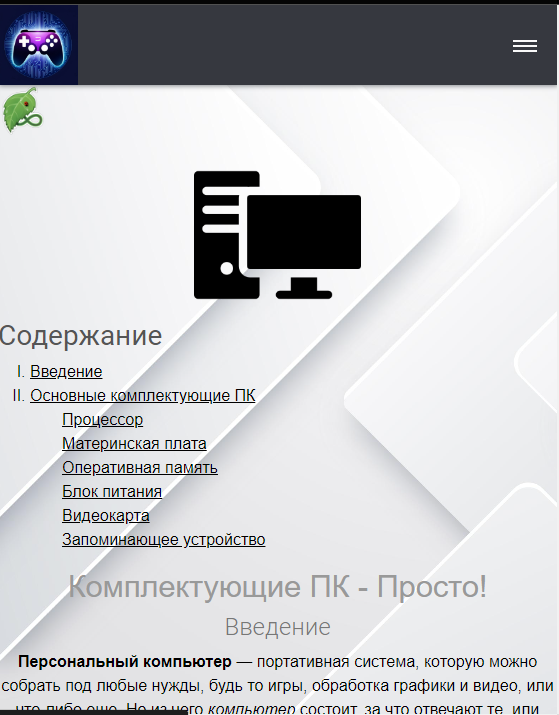 Содержание
I. Введение
II. Основные комплектующие ПК
Процессор
Материнская плата
Оперативная память
Блок питания
Видеокарта
Запоминающее устройство
Комплектующие ПК - Просто!
Введение
Персональный компьютер — портативная система, которую можно
собрать под любые нужды, будь то игры, обработка графики и видео, или
что-либо еще. Но из чего компьютер состоит, за что отвечают те, или